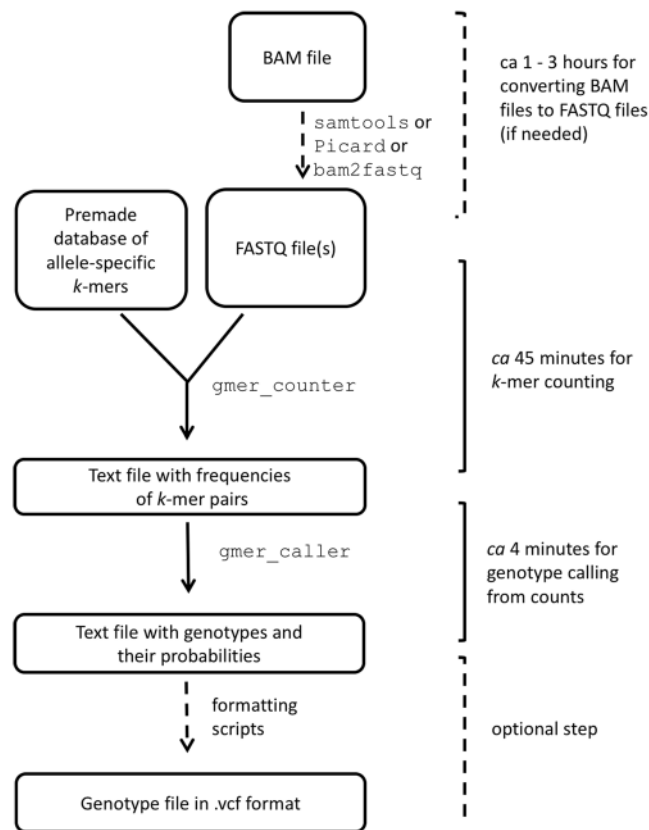 BAM file
ca 1 - 3 hours for
converting BAM
files to FASTQ files
(if needed)
samtools or
Picard or
bam2fastq
Premade
database of
allele-specific
k-mers
FASTQ file(s)
gmer_counter
ca 45 minutes for
k-mer counting
Text file with frequencies
of k-mer pairs
gmer_caller
ca 4 minutes for
genotype calling
from counts
Text file with genotypes and
their probabilities
formatting
scripts
optional step
Genotype file in .vcf format